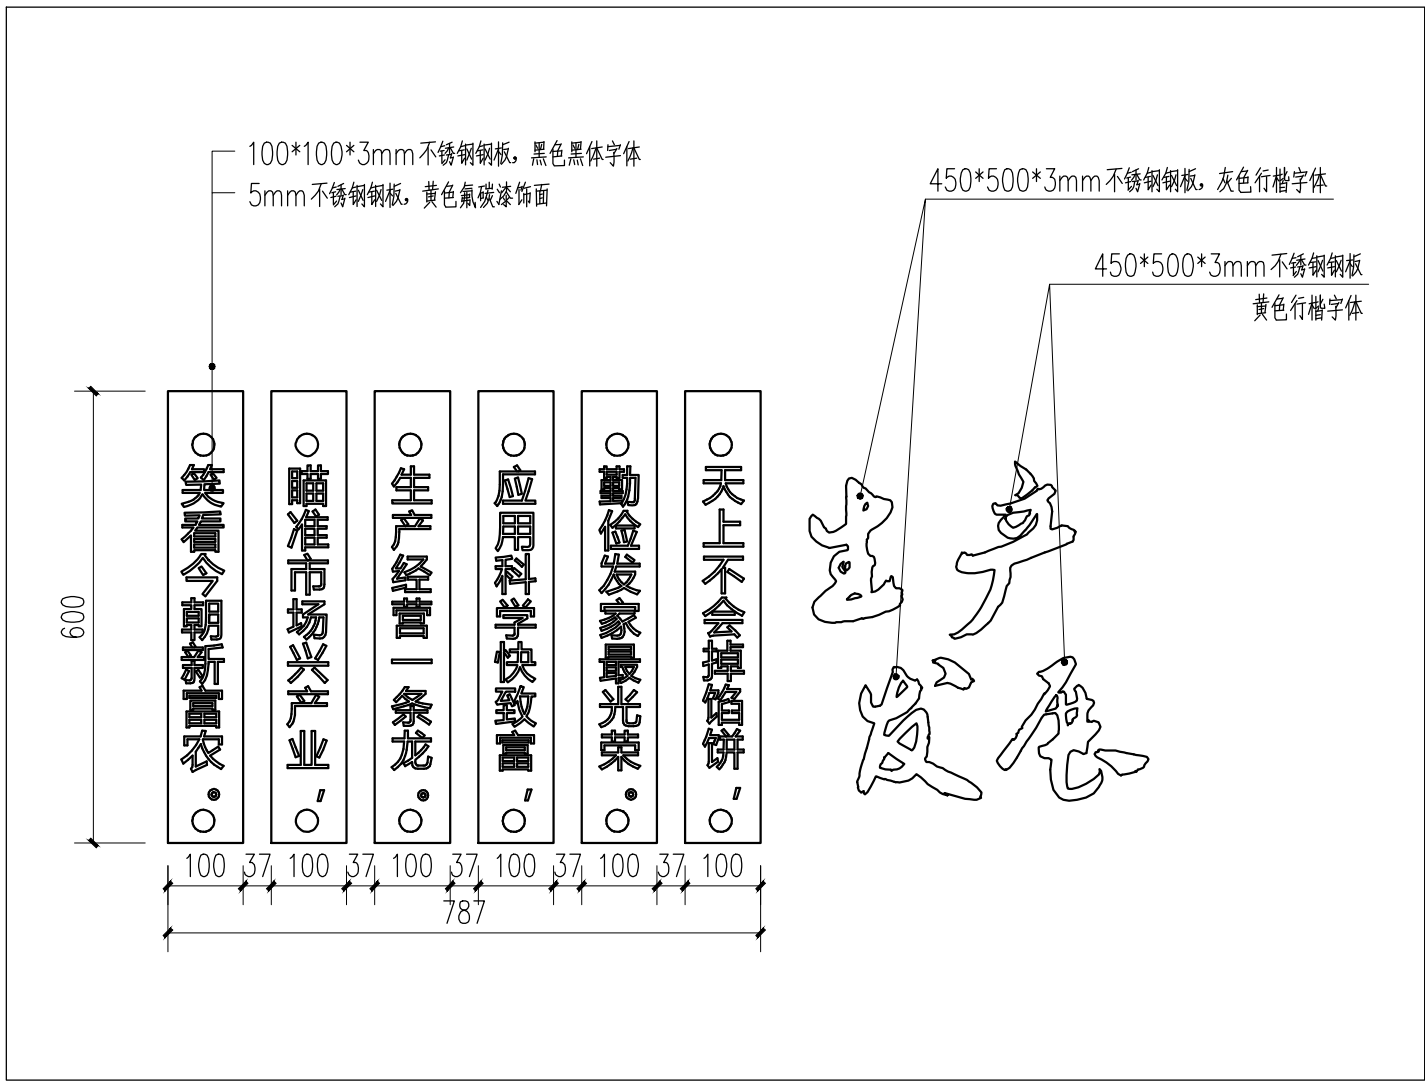 100*100*3mm不锈钢钢板，黑色黑体字体
5mm不锈钢钢板，黄色氟碳漆饰面
450*500*3mm不锈钢钢板，灰色行楷字体
450*500*3mm不锈钢钢板
黄色行楷字体
天上不会掉馅饼，
勤俭发家最光荣。
应用科学快致富，
生产经营一条龙。
瞄准市场兴产业，
笑看今朝新富农。
产
发展
600
100 37 100 37 100 37 100 37 100 37 100
787